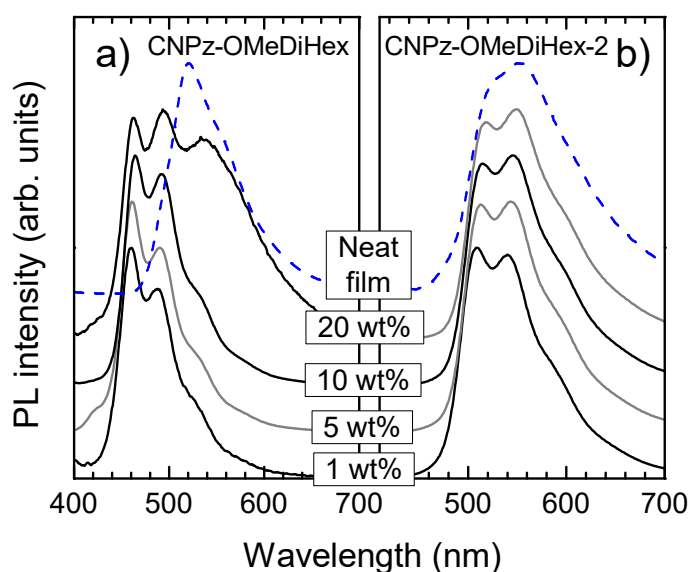 a) CNPz-OMeDiHex
CNPz-OMeDiHex-2 b)
PL intensity (arb. units)
Neat
film
20 wt%
10 wt%
5 wt%
1 wt%
400 500 600 700
500 600 700
Wavelength (nm)